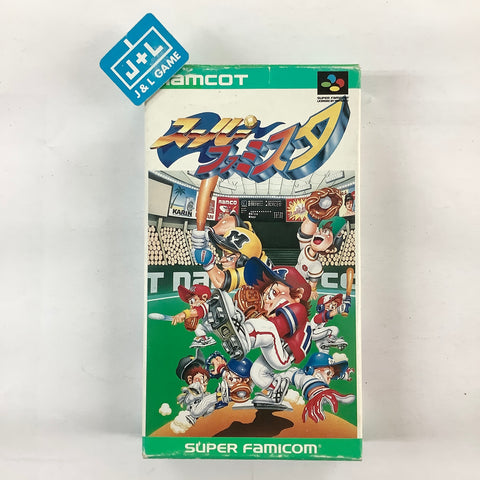 J+L
J & L GAME
NAMCOT
SUPER FAMICOM
スーパー
ファミスタ
KARIN
namco
M
SUPER FAMICOM